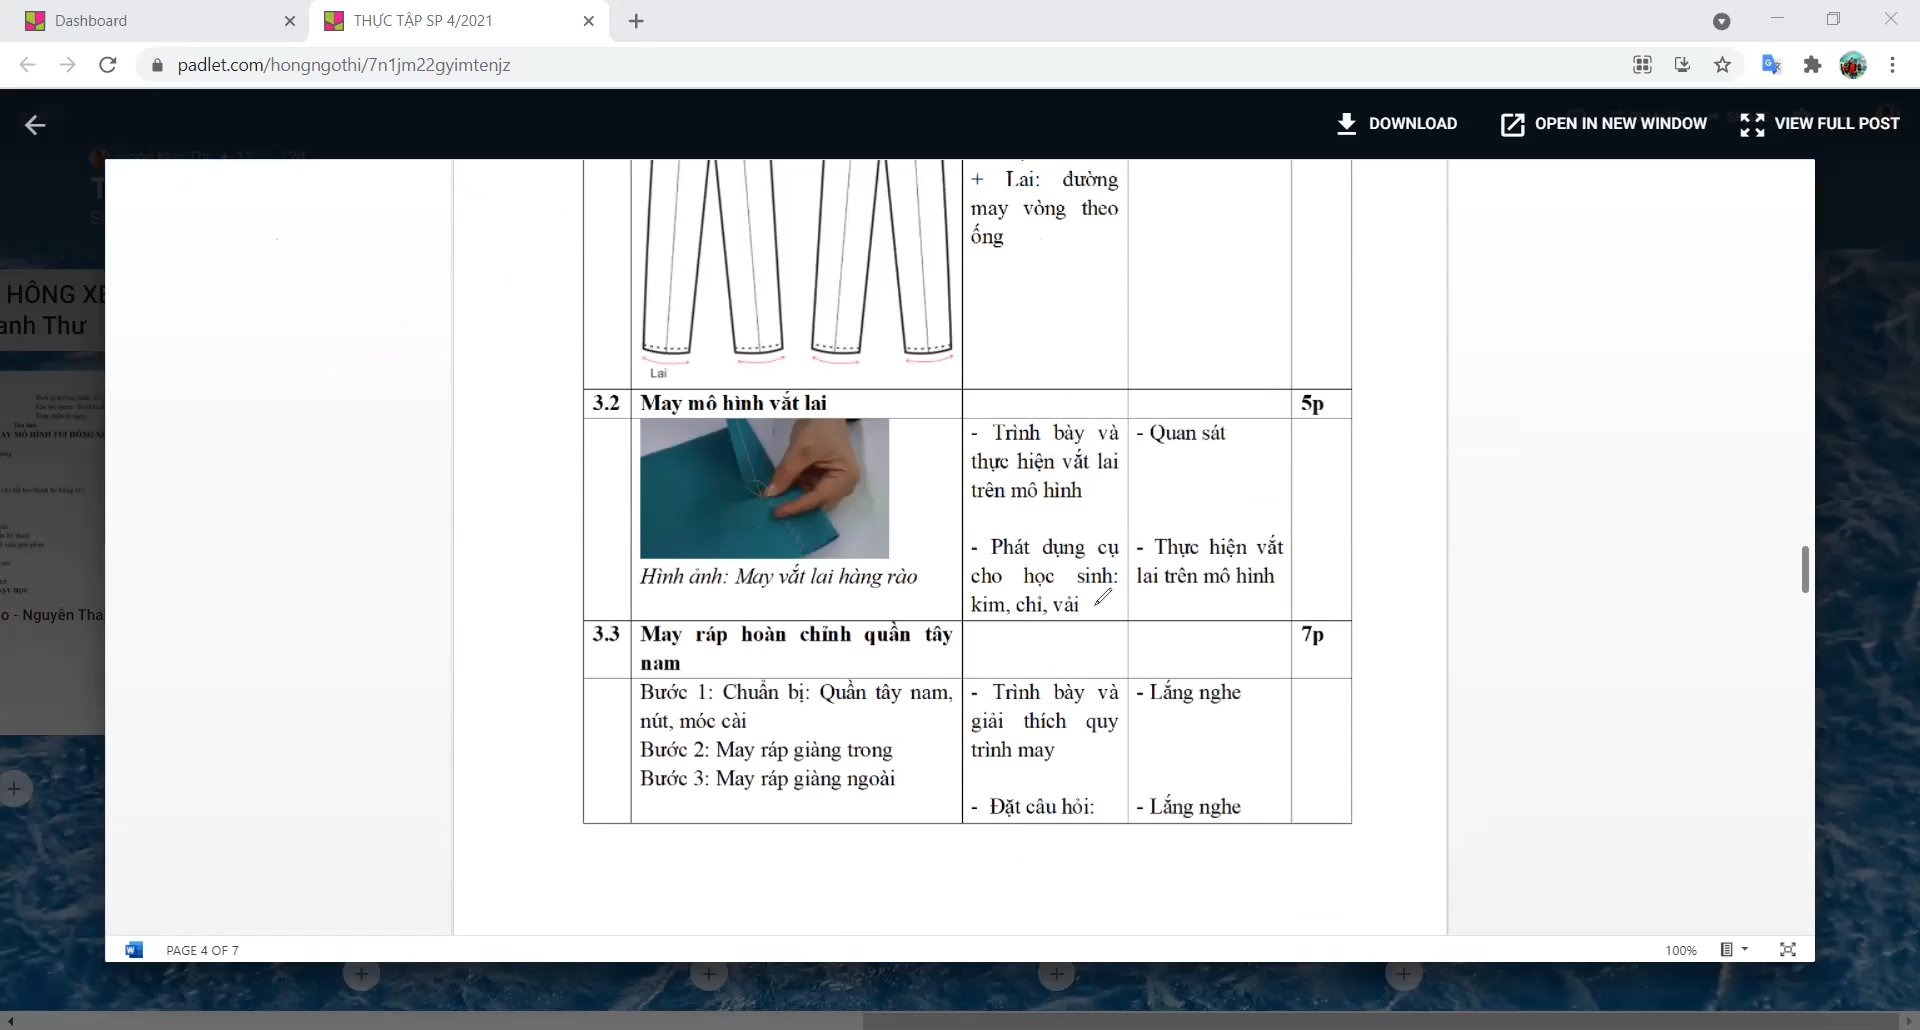 Dashboard
THỰC TẬP SP 4/2021
padlet.com/hongngothi/7n1jm22gyimtenjz
DOWNLOAD
OPEN IN NEW WINDOW
VIEW FULL POST
+ Lai: đường
may vòng theo
ống
Lai
3.2 May mô hình vắt lai 5p
- Trình bày và
thực hiện vắt lai
trên mô hình
- Quan sát
- Phát dụng cụ
cho học sinh:
kim, chỉ, vải
- Thực hiện vắt
lai trên mô hình
Hình ảnh: May vắt lai hàng rào
3.3 May ráp hoàn chỉnh quần tây
nam
7p
Bước 1: Chuẩn bị: Quần tây nam,
nút, móc cài
Bước 2: May ráp giàng trong
Bước 3: May ráp giàng ngoài
- Trình bày và
giải thích quy
trình may
- Lắng nghe
- Đặt câu hỏi:
- Lắng nghe
HÔNG XẺ
anh Thư
o - Nguyễn Tha
PAGE 4 OF 7
100%